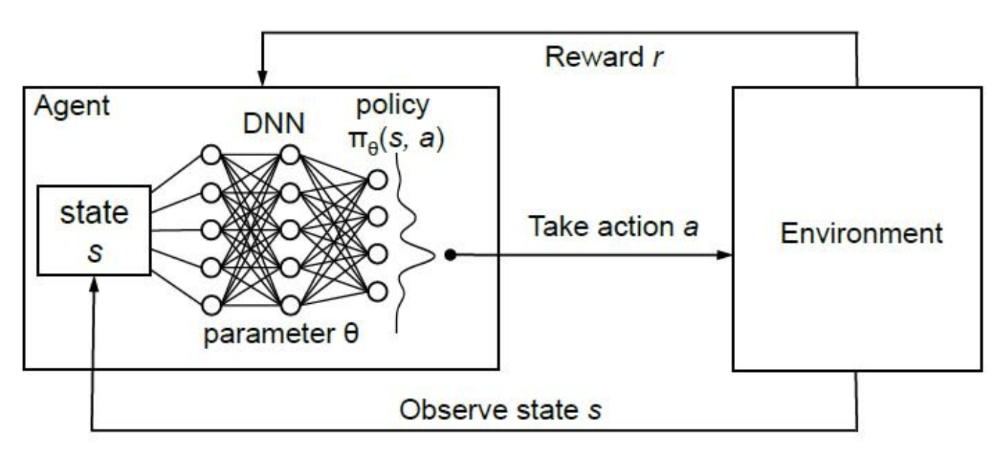 Reward r
Agent
policy
DNN
πθ(s, a)
state
s
Take action a
Environment
parameter θ
Observe state s